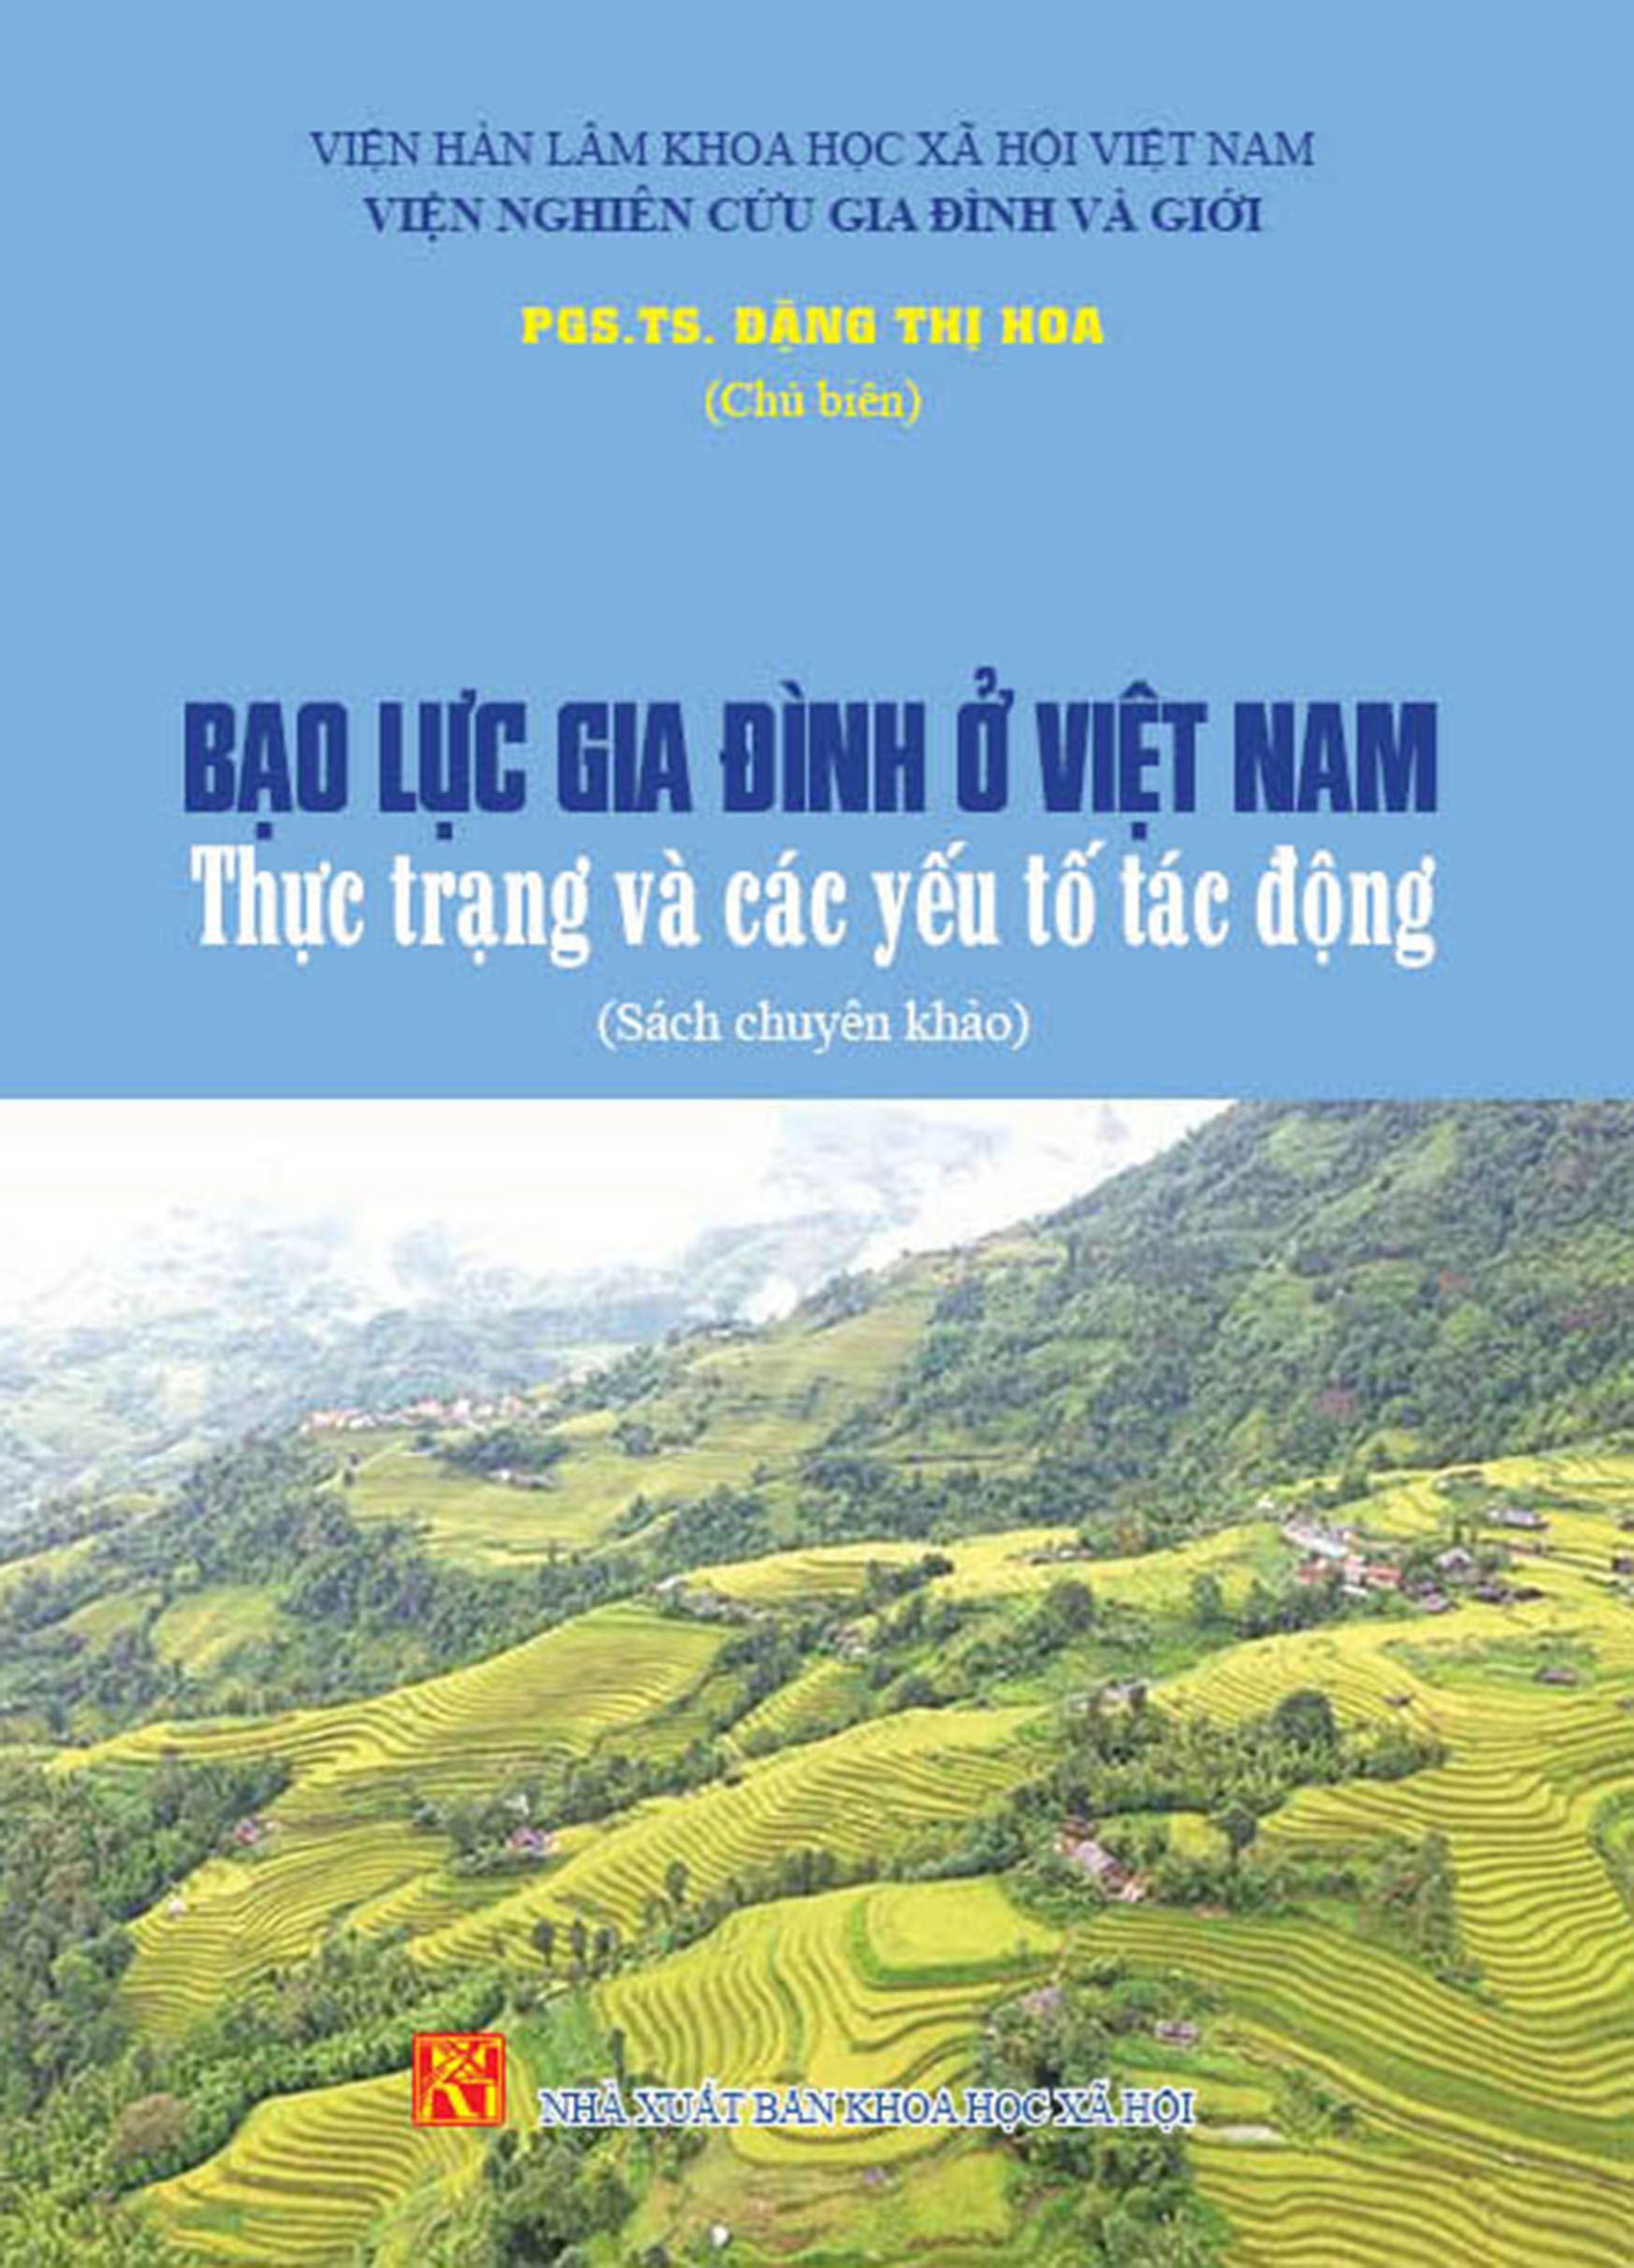 VIỆN HÀN LÂM KHOA HỌC XÃ HỘI VIỆT NAM
VIỆN NGHIÊN CỨU GIA ĐÌNH VÀ GIỚI
PGS.TS. ĐẶNG THỊ HOA
(Chủ biên)
BẠO LỰC GIA ĐÌNH Ở VIỆT NAM
Thực trạng và các yếu tố tác động
(Sách chuyên khảo)
NHÀ XUẤT BẢN KHOA HỌC XÃ HỘI